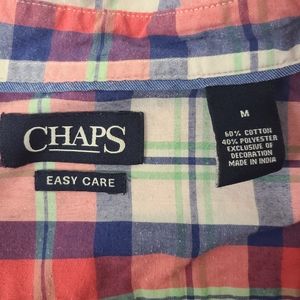 CHAPS
EASY CARE
M
60% COTTON
40% POLYESTER
EXCLUSIVE OF
DECORATION
MADE IN INDIA